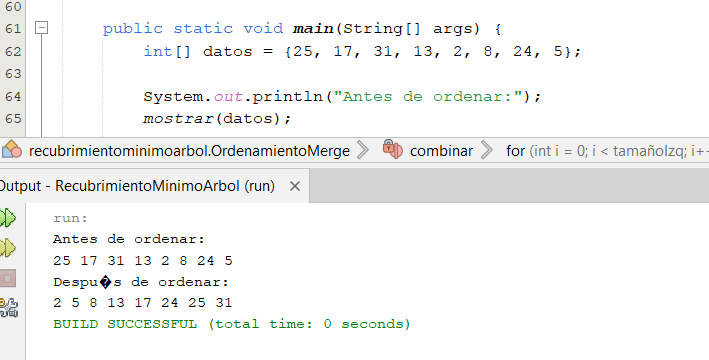 60
61 public static void main(String[] args) {
62 int[] datos = {25, 17, 31, 13, 2, 8, 24, 5};
63
64 System.out.println("Antes de ordenar:");
65 mostrar(datos);
recubrimientominimoarbol.OrdenamientoMerge combinar for (int i = 0; i < tamañoIzq; i+
Output - RecubrimientoMinimoArbol (run) ×
run:
Antes de ordenar:
25 17 31 13 2 8 24 5
Despu�s de ordenar:
2 5 8 13 17 24 25 31
BUILD SUCCESSFUL (total time: 0 seconds)